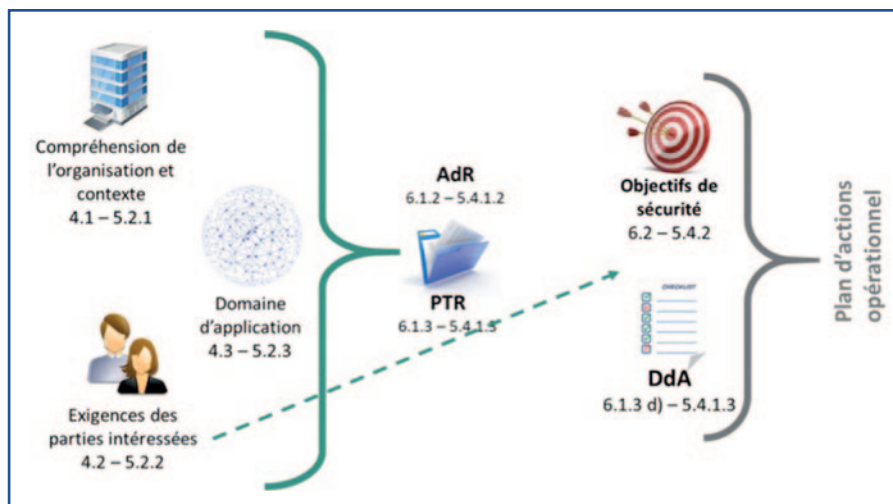 Compréhension de
l'organisation et
contexte
4.1 – 5.2.1
Domaine
d'application
4.3 – 5.2.3
Exigences des
parties intéressées
4.2 – 5.2.2
AdR
6.1.2 – 5.4.1.2
PTR
6.1.3 – 5.4.1.3
Objectifs de
sécurité
6.2 – 5.4.2
CHECKLIST
DdA
6.1.3 d) – 5.4.1.3
Plan d'actions
opérationnel